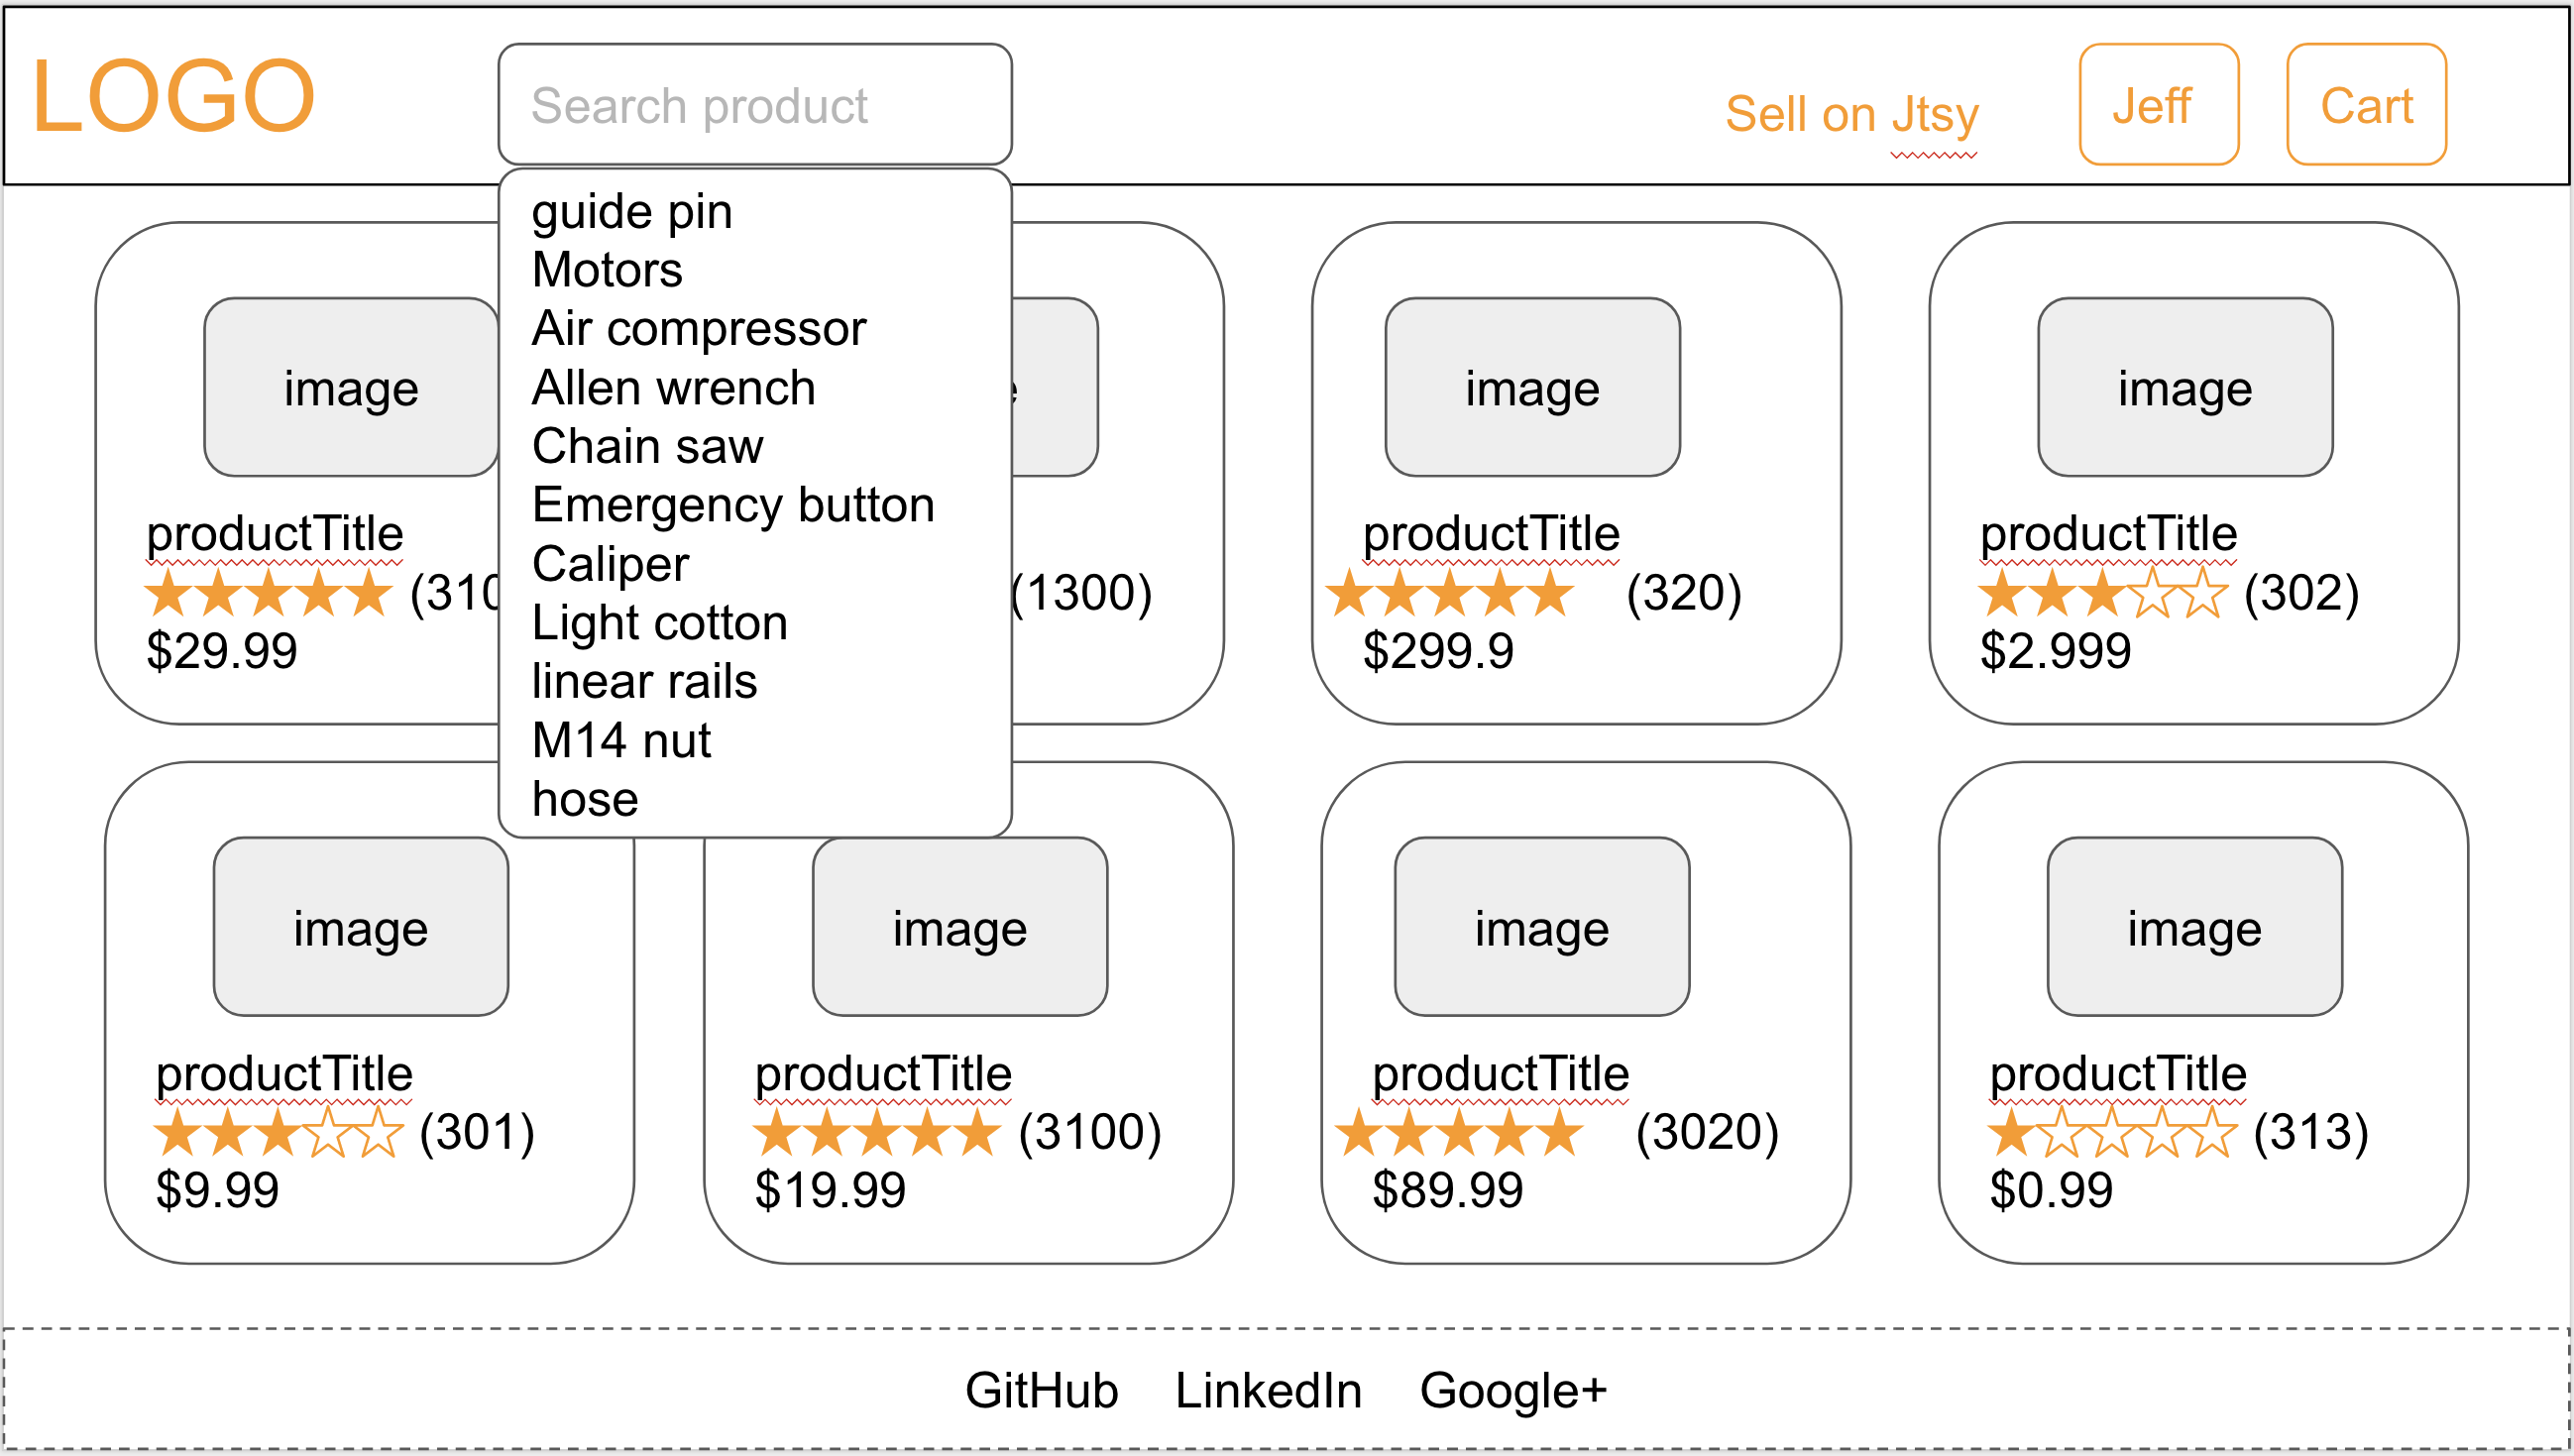 LOGO
Search product
Sell on Jtsy
Jeff
Cart
guide pin
Motors
Air compressor
Allen wrench
Chain saw
Emergency button
Caliper
Light cotton
linear rails
M14 nut
hose
image
productTitle
★★★★★ (310
$29.99
(1300)
image
productTitle
★★★★★ (320)
$299.9
image
productTitle
★★★☆☆ (302)
$2.999
image
productTitle
★★★☆☆ (301)
$9.99
image
productTitle
★★★★★ (3100)
$19.99
image
productTitle
★★★★★ (3020)
$89.99
image
productTitle
★☆☆☆☆ (313)
$0.99
GitHub LinkedIn Google+